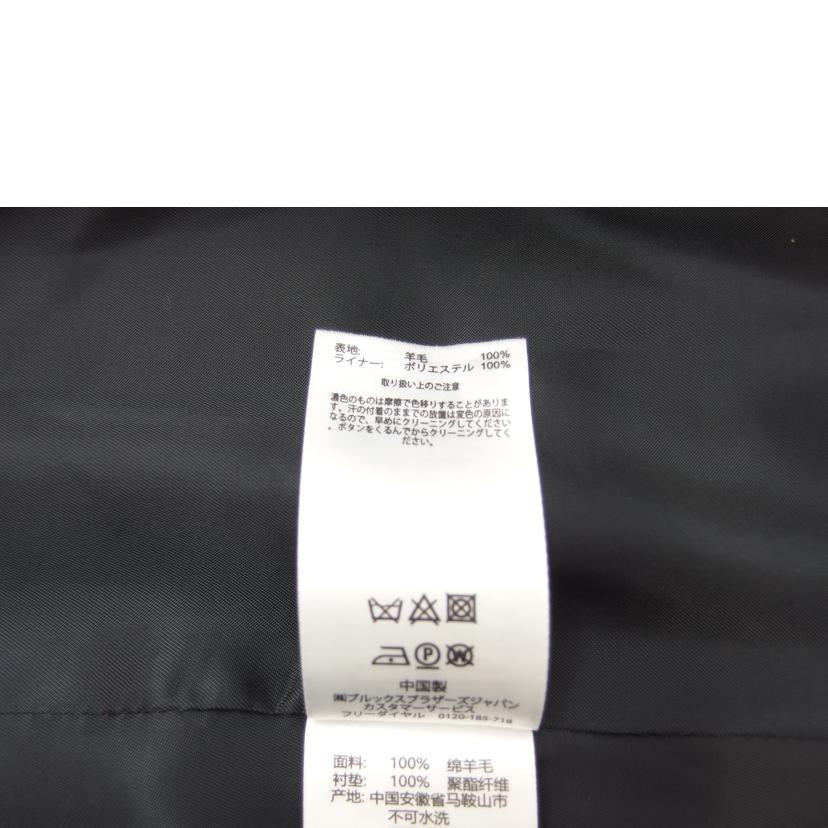 表地: 羊毛 100%
ライナー: ポリエステル 100%
取り扱い上のご注意
濃色のものは摩擦で色移りすることがありま
す。汗の付着のままでの放置は変色の原因に
なるので、早めにクリーニングしてください
。ボタンをくるんでからクリーニングしてく
ださい。
P W
中国製
㈱ブルックスブラザーズジャパン
カスタマーサービス
フリーダイヤル 0120-185-718
面料: 100% 绵羊毛
衬垫: 100% 聚酯纤维
产地: 中国安徽省马鞍山市
不可水洗